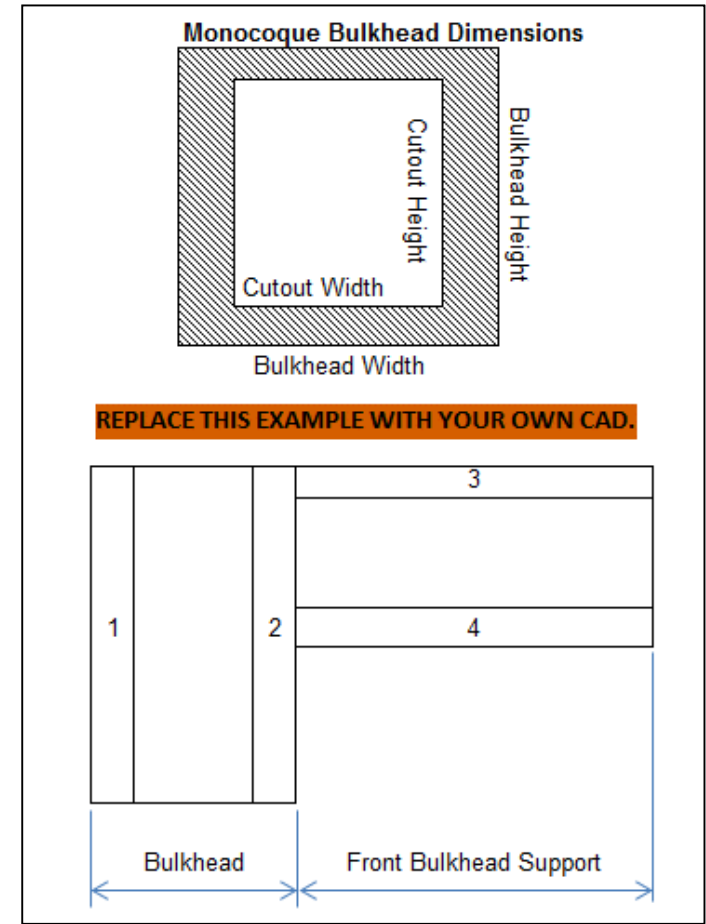 Monocoque Bulkhead Dimensions
Cutout Height
Bulkhead Height
Cutout Width
Bulkhead Width
REPLACE THIS EXAMPLE WITH YOUR OWN CAD.
3
1
2
4
Bulkhead
Front Bulkhead Support